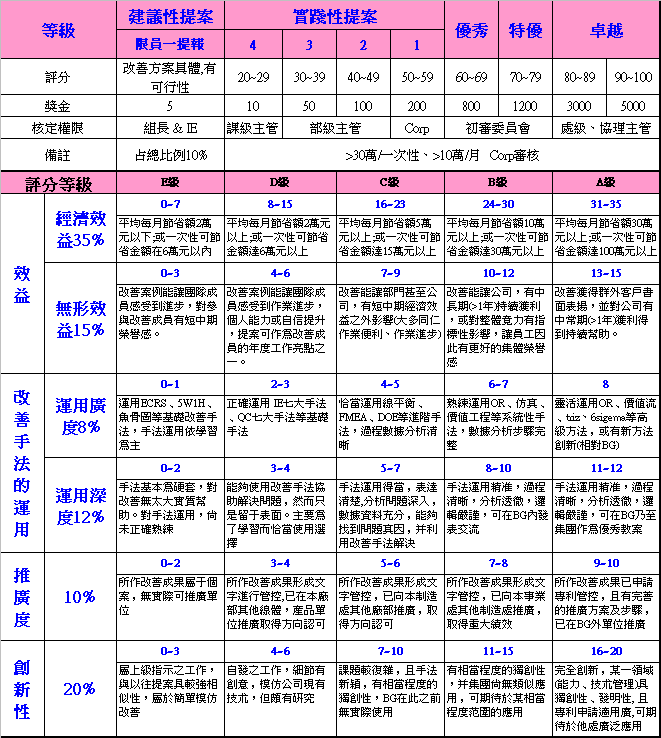 等級
建議性提案
實踐性提案
優秀
特優
卓越
限員一提報
4
3
2
1
評分
改善方案具體,有
可行性
20~29
30~39
40~49
50~59
60~69
70~79
80~89
90~100
獎金
5
10
50
100
200
800
1200
3000
5000
核定權限
組長 & IE
課級主管
部級主管
Corp
初審委員會
處級、協理主管
備註
占總比例10%
>30萬/一次性、>10萬/月 Corp審核
評分等級
E級
D級
C級
B級
A級
效
益
經濟效
益35%
0~7
8~15
16~23
24~30
31~35
平均每月節省額2萬
元以下;或一次性可節
省金額在6萬元以內
平均每月節省額2萬元
以上;或一次性可節省
金額達6萬元以上
平均每月節省額5萬
元以上;或一次性可節
省金額達15萬元以上
平均每月節省額10萬
元以上;或一次性可節
省金額達30萬元以上
平均每月節省額30萬
元以上;或一次性可節
省金額達100萬元以上
無形效
益15%
0~3
4~6
7~9
10~12
13~15
改善案例能讓團隊成
員感受到進步，對參
與改善成員有短中期
榮譽感。
改善案例能讓團隊成
員感受到作業進步，
個人能力或自信提升
，提案可作為改善成
員的年度工作亮點之
一。
改善能讓部門甚至公
司，有短中期經濟效
益之外影響(大多同仁
作業便利、作業進步)
改善能讓公司，有中
長期(>1年)持續獲利
，或對整體競力有指
標性影響，讓員工因
此有更好的集體榮譽
感
改善獲得群外客戶書
面表揚，並對公司有
中常期(>1年)獲利得
到持續幫助。
改
善
手
法
的
運
用
運用廣
度8%
0~1
2~3
4~5
6~7
8
運用ECRS、5W1H、
魚骨圖等基礎改善手
法，手法運用依學習
爲主
正確運用 IE七大手法
、QC七大手法等基礎
手法
恰當運用線平衡、
FMEA、DOE等進階手
法，過程數據分析清
晰
熟練運用OR、仿真、
價值工程等系統性手
法，數據分析步驟完
整
靈活運用OR、價值流
、triz、6sigema等高
級方法，或有新方法
創新(相對BG)
運用深
度12%
0~2
3~4
5~7
8~10
11~12
手法基本爲硬套，對
改善無太大實質幫
助。對手法運用，尙
未正確熟練
能夠使用改善手法協
助解決問題，然而只
是留于表面。主要爲
了學習而恰當使用選
擇
手法運用得當，表達
清楚,分析問題深入，
數據資料充分，能夠
找到問題真因，并利
用改善手法解決
手法運用精准，過程
清晰，分析透徹，邏
輯嚴謹，可在BG內發
表交流
手法運用精准，過程
清晰，分析透徹，邏
輯嚴謹，可在BG乃至
集團作爲優秀教案
推
廣
度
10%
0~2
3~4
5~6
7~8
9~10
所作改善成果屬于個
案，無實際可推廣單
位
所作改善成果形成文
字進行管控,已在本廠
部其他線體，產品單
位推廣取得方向認可
所作改善成果形成文
字管控，已向本制造
處其他廠部推廣，取
得方向認可
所作改善成果形成文
字管控，已向本事業
處其他制造處推廣，
取得重大績效
所作改善成果已申請
專利管控，且有完善
的推廣方案及步驟，
已在BG外單位推廣
創
新
性
20%
0~3
4~6
7~10
11~15
16~20
屬上級指示之工作，
與以往提案具較強相
似性，屬於簡單模仿
改善
自發之工作，細節有
創意，模仿公司現有
技朮，但頗有研究
課題較復雜，且手法
新穎，有相當程度的
獨創性，BG在此之前
無實際使用
有相當程度的獨創性
，并集團尙無類似應
用；可期待於某相當
程度范圍的應用
完全創新，某一領域
(能力、技朮管理)具
獨創性、發明性，且
專利申請適用廣,可期
待於他處廣泛應用